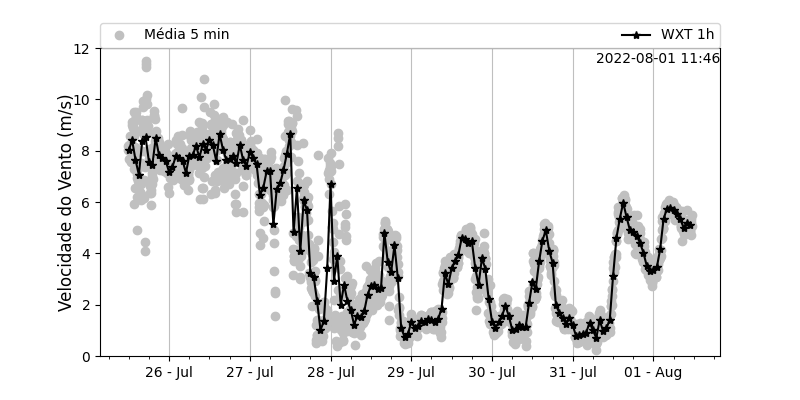 Média 5 min
WXT 1h
2022-08-01 11:46
Velocidade do Vento (m/s)
12
10
8
6
4
2
0
26 - Jul
27 - Jul
28 - Jul
29 - Jul
30 - Jul
31 - Jul
01 - Aug